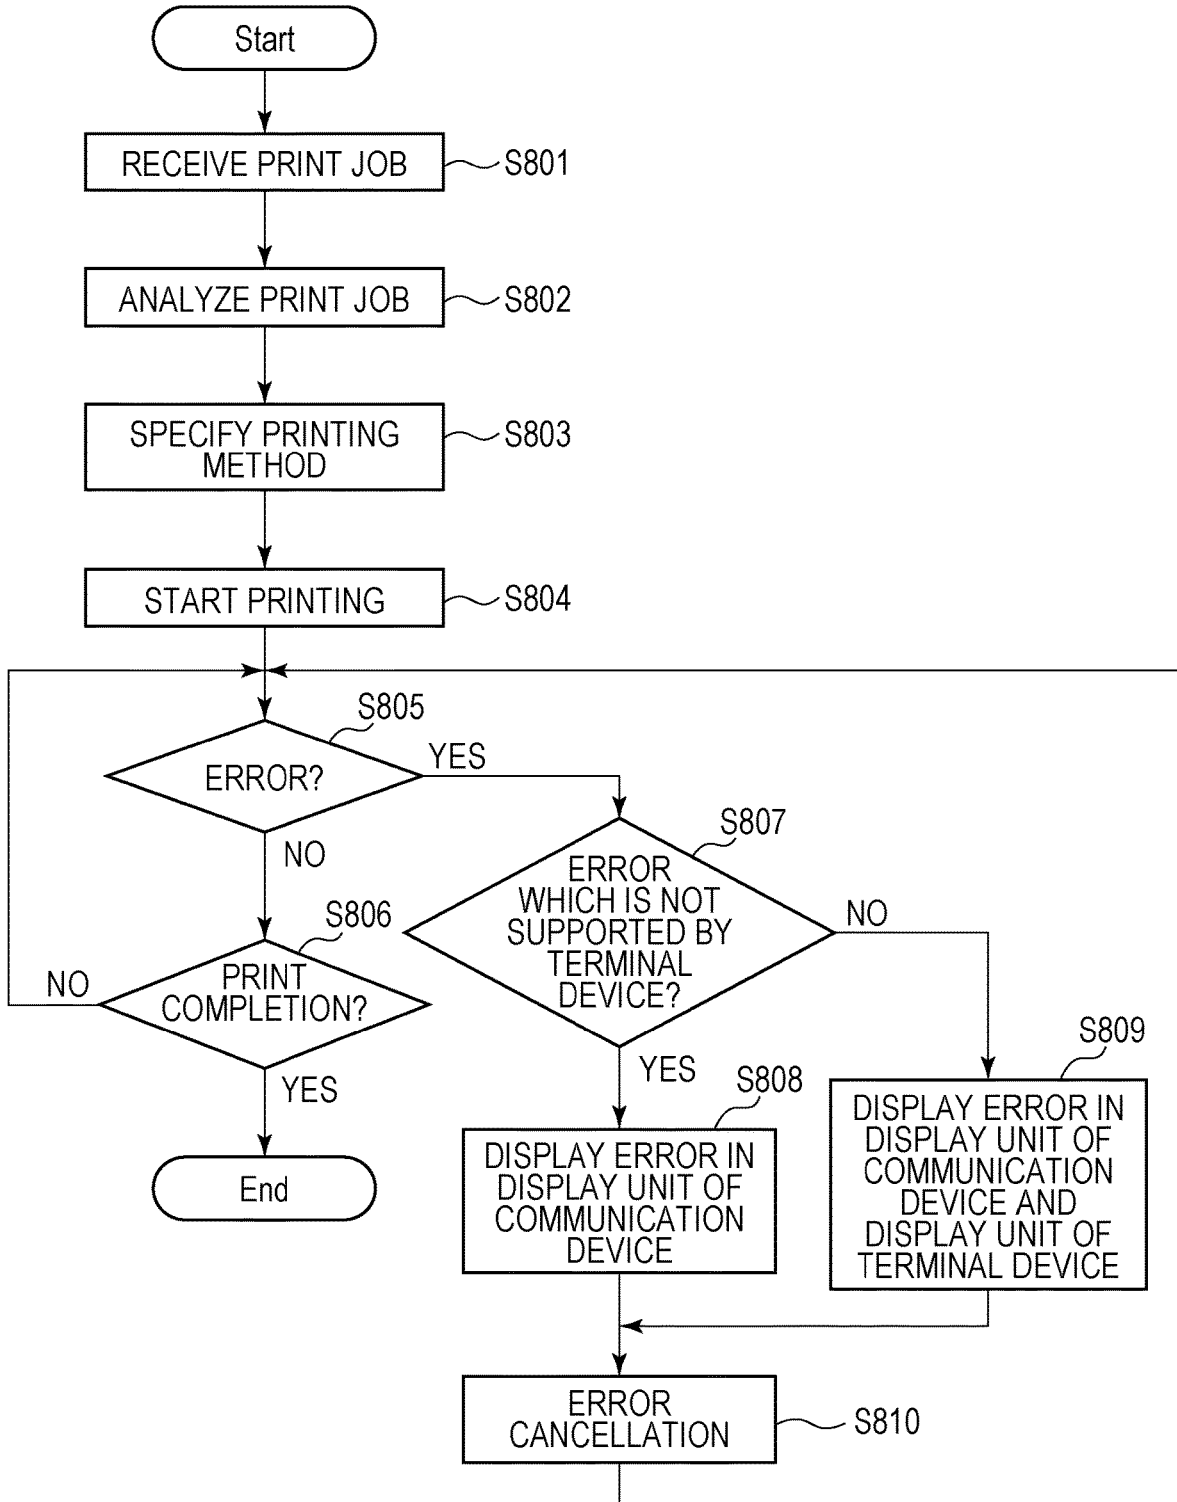 Start
RECEIVE PRINT JOB
S801
ANALYZE PRINT JOB
S802
SPECIFY PRINTING
METHOD
S803
START PRINTING
S804
S805
ERROR?
YES
NO
S806
PRINT
COMPLETION?
NO
YES
End
S807
ERROR
WHICH IS NOT
SUPPORTED BY
TERMINAL
DEVICE?
NO
YES
S808
DISPLAY ERROR IN
DISPLAY UNIT OF
COMMUNICATION
DEVICE
S809
DISPLAY ERROR IN
DISPLAY UNIT OF
COMMUNICATION
DEVICE AND
DISPLAY UNIT OF
TERMINAL DEVICE
ERROR
CANCELLATION
S810